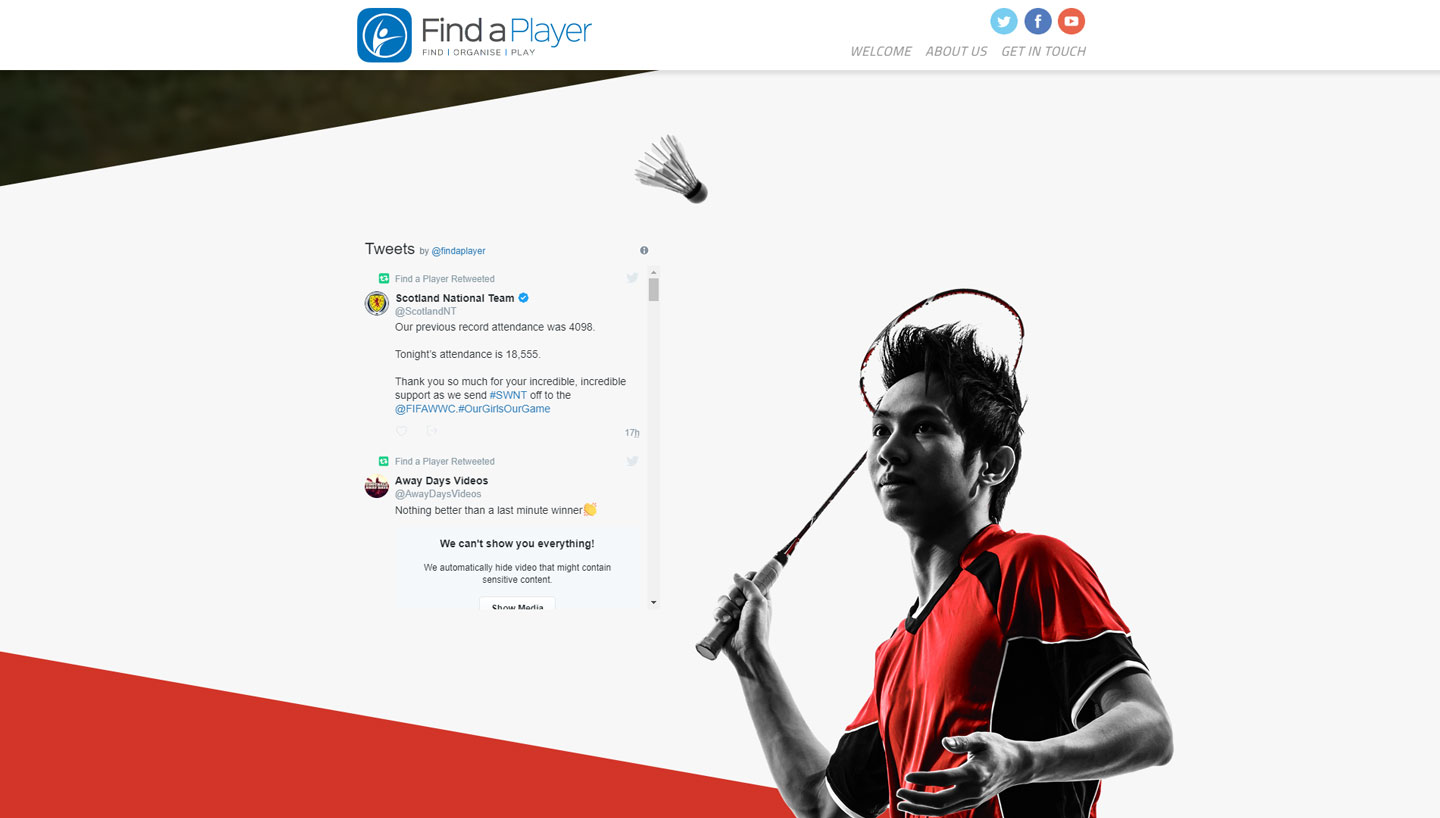 Find a Player
FIND | ORGANISE | PLAY
WELCOME ABOUT US GET IN TOUCH
Tweets by @findaplayer
Find a Player Retweeted
Scotland National Team
@ScotlandNT
Our previous record attendance was 4098.
Tonight's attendance is 18,555.
Thank you so much for your incredible, incredible
support as we send #SWNT off to the
@FIFAWWC.#OurGirlsOurGame
17h
Find a Player Retweeted
Away Days Videos
@AwayDaysVideos
Nothing better than a last minute winner👏
We can't show you everything!
We automatically hide video that might contain
sensitive content.
Show Media